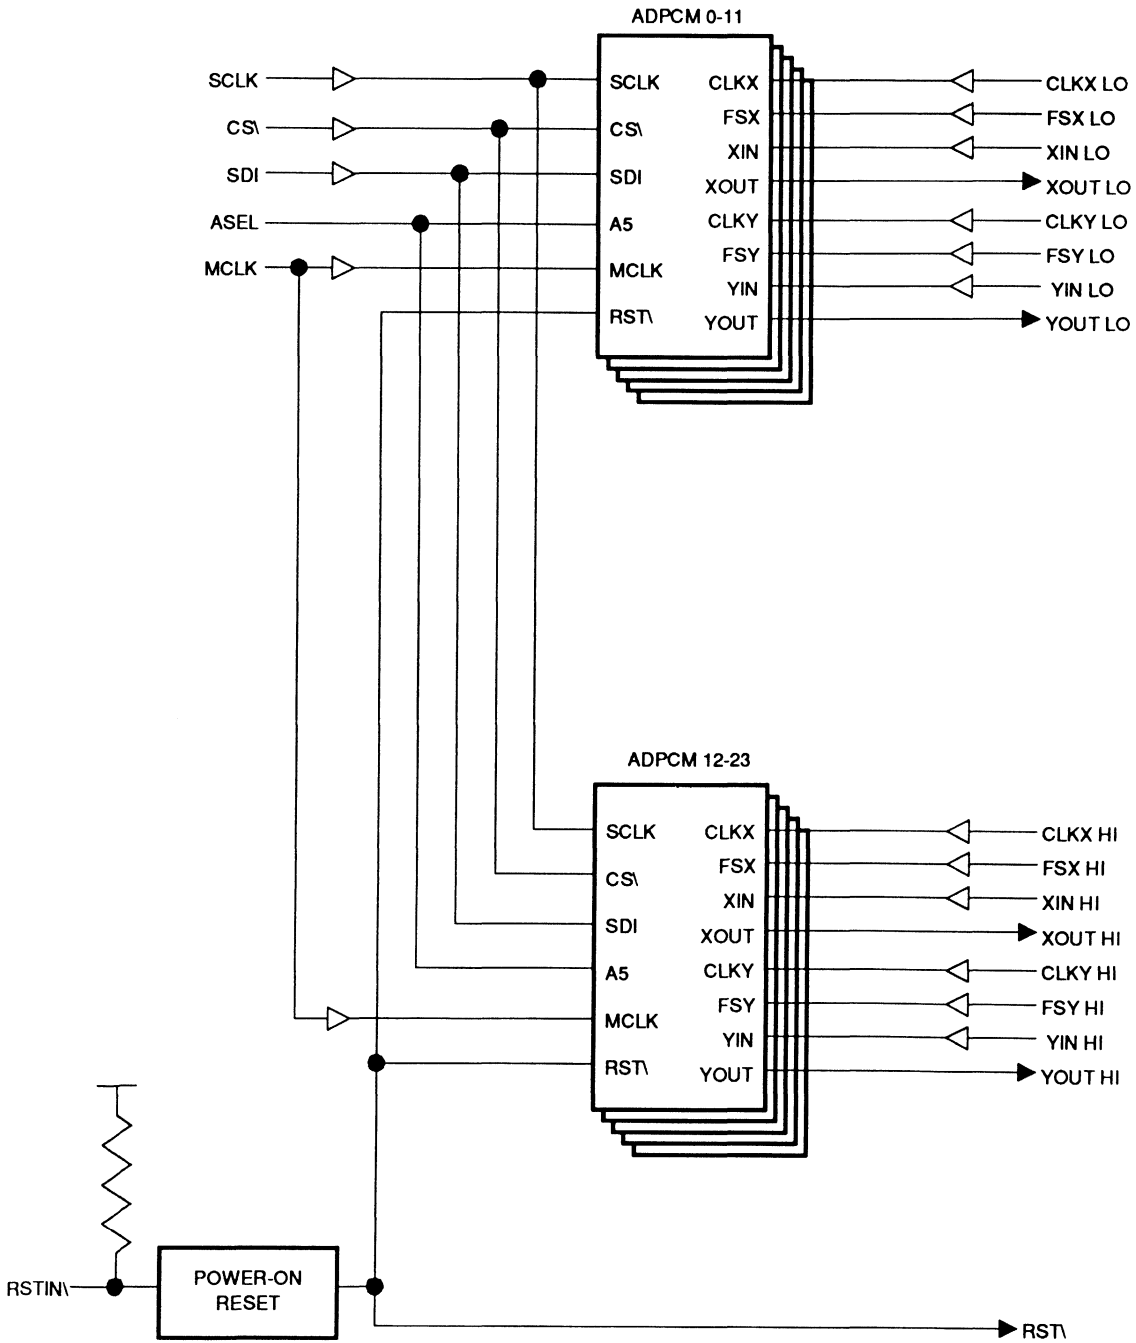 ADPCM 0-11
SCLK
CS\
SDI
ASEL
MCLK
SCLK
CS\
SDI
A5
MCLK
RST\
CLKX
FSX
XIN
XOUT
CLKY
FSY
YIN
YOUT
CLKX LO
FSX LO
XIN LO
XOUT LO
CLKY LO
FSY LO
YIN LO
YOUT LO
ADPCM 12-23
SCLK
CS\
SDI
A5
MCLK
RST\
CLKX
FSX
XIN
XOUT
CLKY
FSY
YIN
YOUT
CLKX HI
FSX HI
XIN HI
XOUT HI
CLKY HI
FSY HI
YIN HI
YOUT HI
RSTIN\
POWER-ON
RESET
RST\